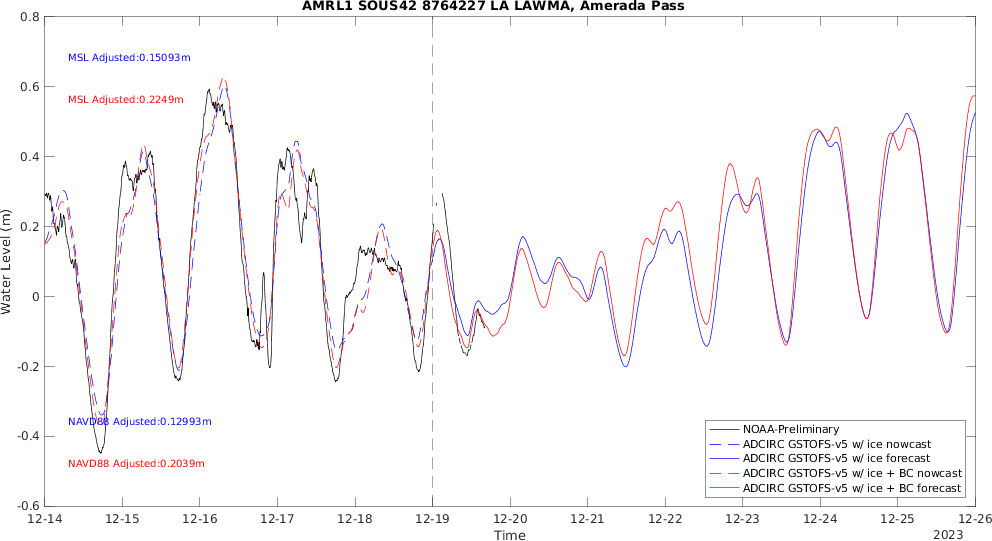 AMRL1 SOUS42 8764227 LA LAWMA, Amerada Pass
0.8
0.6
0.4
0.2
0
-0.2
-0.4
-0.6
Water Level (m)
MSL Adjusted:0.15093m
MSL Adjusted:0.2249m
NAVD88 Adjusted:0.12993m
NAVD88 Adjusted:0.2039m
NOAA-Preliminary
ADCIRC GSTOFS-v5 w/ ice nowcast
ADCIRC GSTOFS-v5 w/ ice forecast
ADCIRC GSTOFS-v5 w/ ice + BC nowcast
ADCIRC GSTOFS-v5 w/ ice + BC forecast
12-14 12-15 12-16 12-17 12-18 12-19 12-20 12-21 12-22 12-23 12-24 12-25 12-26
Time
2023